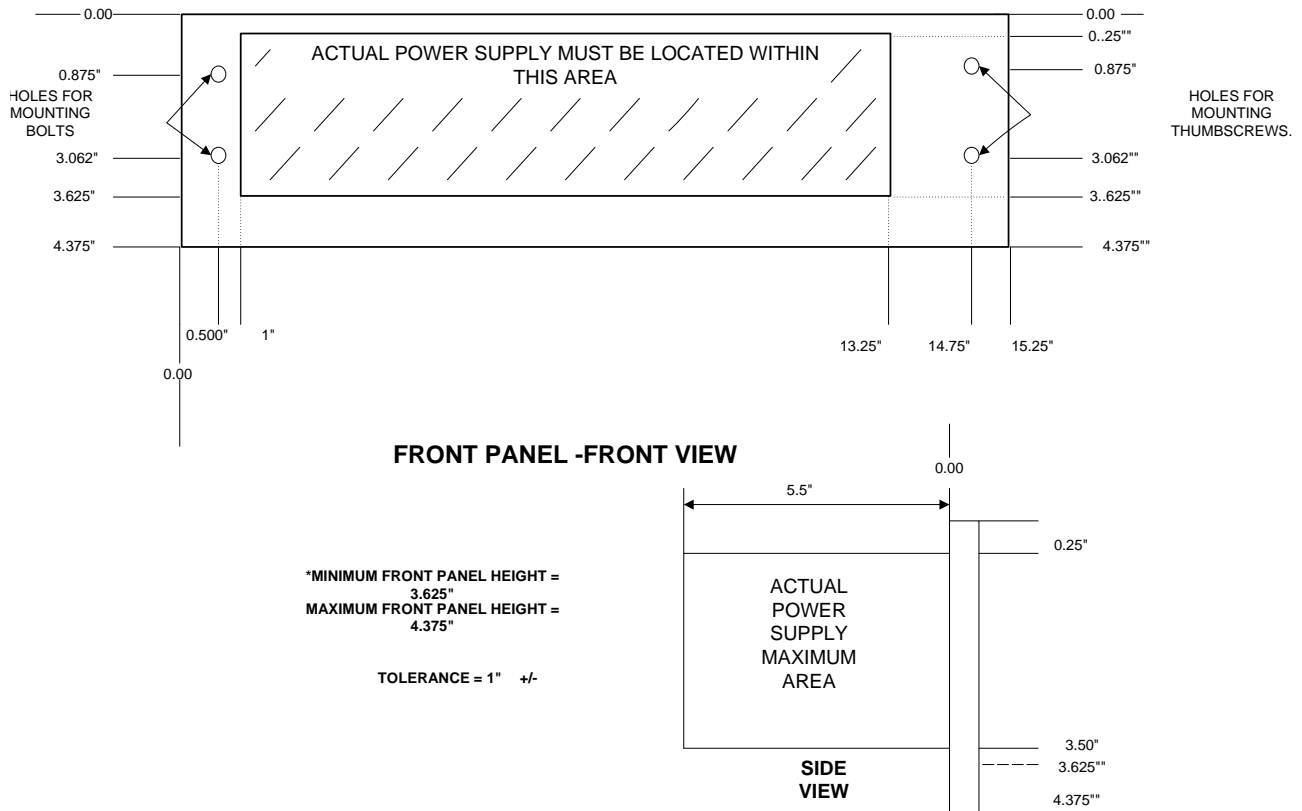 0.00
0.00
0..25""
ACTUAL POWER SUPPLY MUST BE LOCATED WITHIN
THIS AREA
0.875"
0.875"
HOLES FOR
MOUNTING
BOLTS
HOLES FOR
MOUNTING
THUMBSCREWS.
3.062"
3.062""
3.625"
3..625""
4.375"
4.375""
0.500"
1"
13.25"
14.75"
15.25"
0.00
FRONT PANEL -FRONT VIEW
0.00
5.5"
0.25"
*MINIMUM FRONT PANEL HEIGHT =
3.625"
MAXIMUM FRONT PANEL HEIGHT =
4.375"
TOLERANCE = 1" +/-
ACTUAL
POWER
SUPPLY
MAXIMUM
AREA
3.50"
3.625""
4.375""
SIDE
VIEW